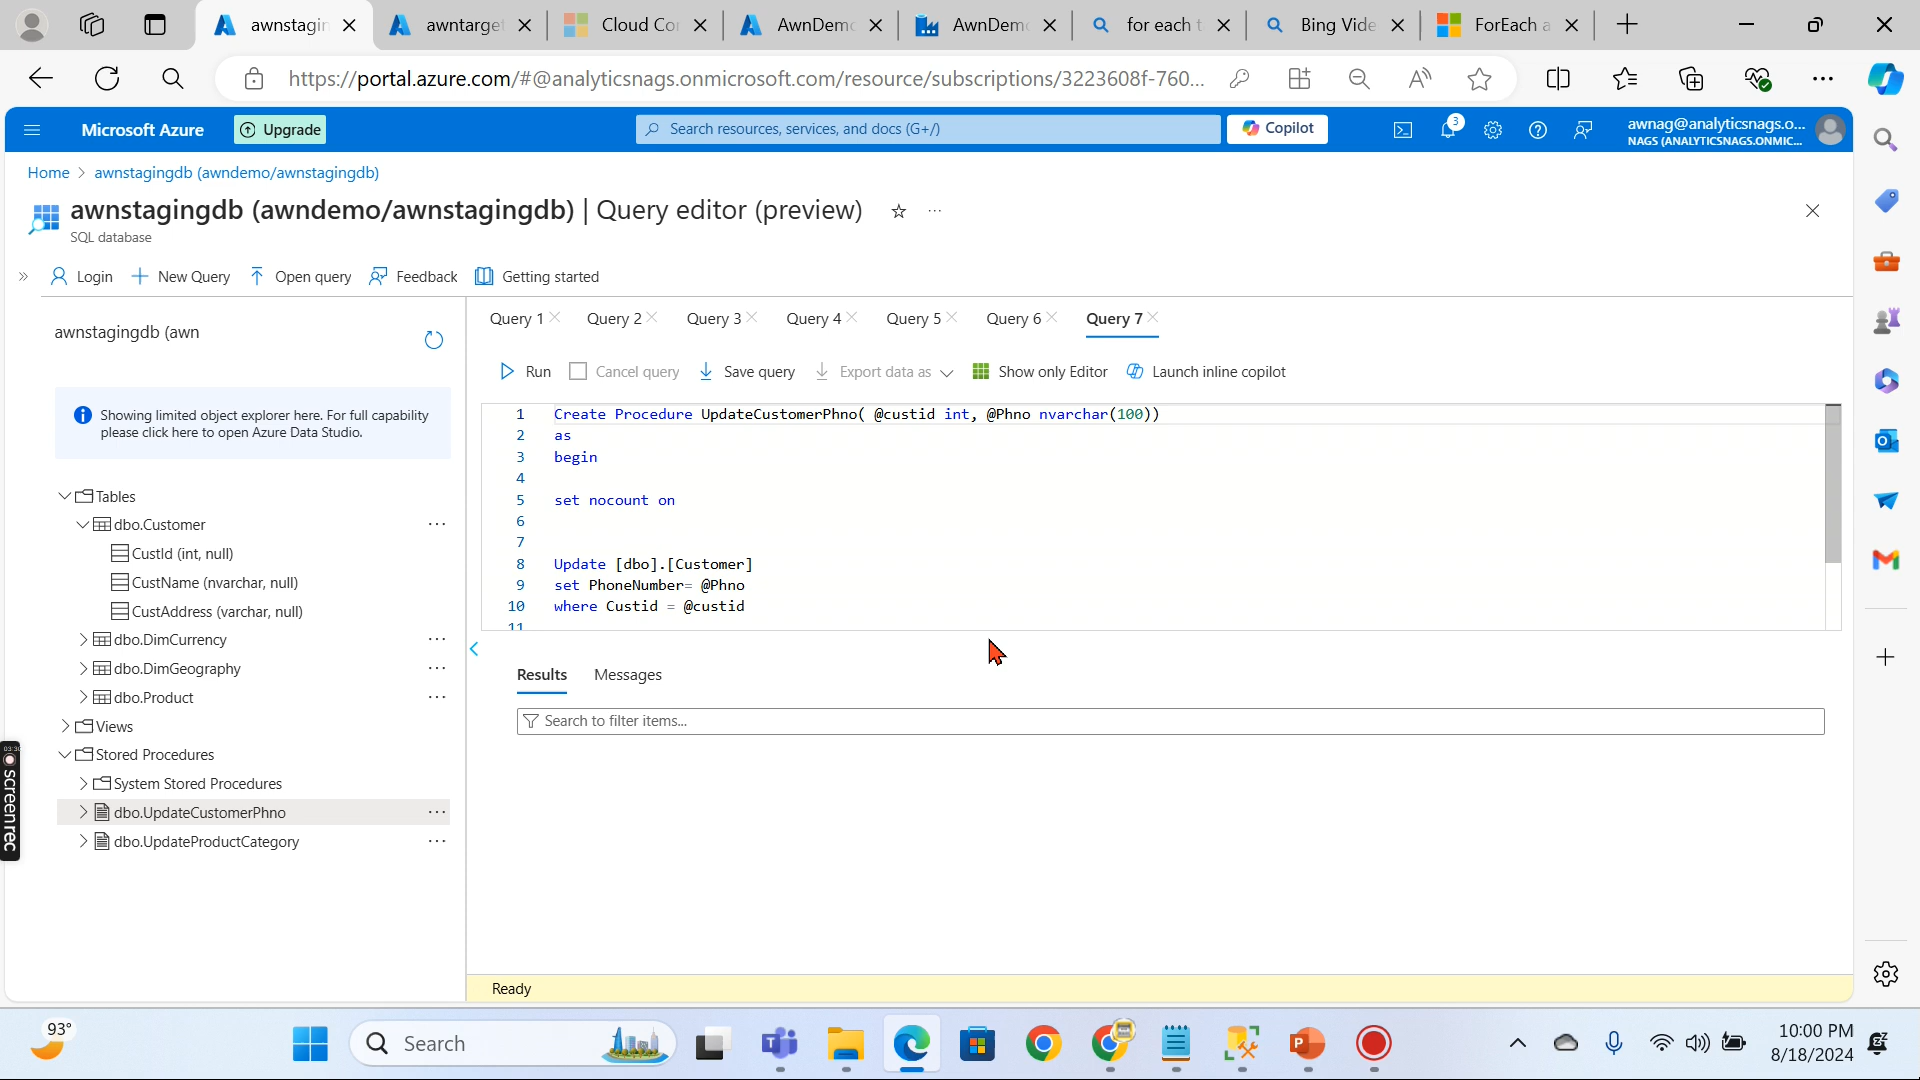 awnstagin
awntarget
Cloud Co
AwnDem
AwnDem
for each t
Bing Vide
ForEach a
https://portal.azure.com/#@analyticsnags.onmicrosoft.com/resource/subscriptions/3223608f-760...
Microsoft Azure
Upgrade
Search resources, services, and docs (G+/)
Copilot
3
awnag@analyticsnags.o...
NAGS (ANALYTICSNAGS.ONMIC...
Home > awnstagingdb (awndemo/awnstagingdb)
awnstagingdb (awndemo/awnstagingdb) | Query editor (preview)
SQL database
Login
New Query
Open query
Feedback
Getting started
awnstagingdb (awn
Showing limited object explorer here. For full capability
please click here to open Azure Data Studio.
Tables
dbo.Customer
CustId (int, null)
CustName (nvarchar, null)
CustAddress (varchar, null)
dbo.DimCurrency
dbo.DimGeography
dbo.Product
Views
Stored Procedures
System Stored Procedures
dbo.UpdateCustomerPhno
dbo.UpdateProductCategory
Query 1
Query 2
Query 3
Query 4
Query 5
Query 6
Query 7
Run
Cancel query
Save query
Export data as
Show only Editor
Launch inline copilot
1 Create Procedure UpdateCustomerPhno( @custid int, @Phno nvarchar(100))
2 as
3 begin
4
5 set nocount on
6
7
8 Update [dbo].[Customer]
9 set PhoneNumber= @Phno
10 where Custid = @custid
11
Results
Messages
Search to filter items...
Ready
screenrec
93°
Search
10:00 PM
8/18/2024